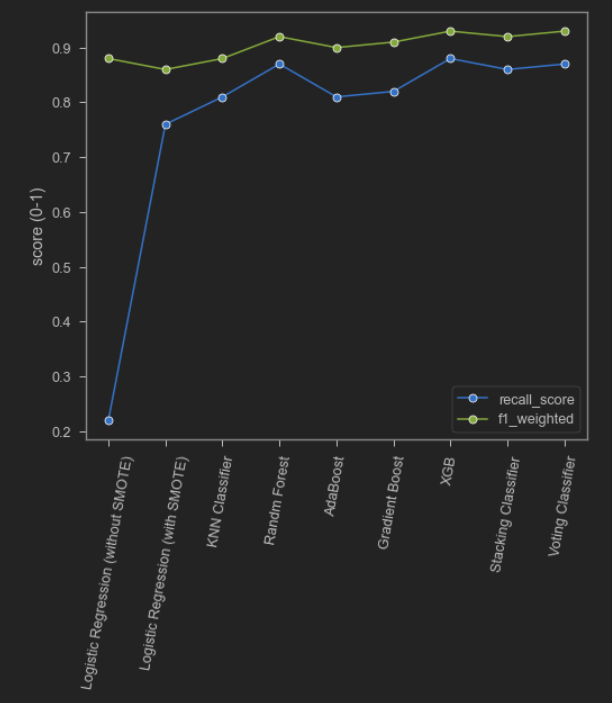 0.9
0.8
0.7
0.6
0.5
0.4
0.3
0.2
score (0-1)
recall_score
f1_weighted
Logistic Regression (without SMOTE)
Logistic Regression (with SMOTE)
KNN Classifier
Randm Forest
AdaBoost
Gradient Boost
XGB
Stacking Classifier
Voting Classifier